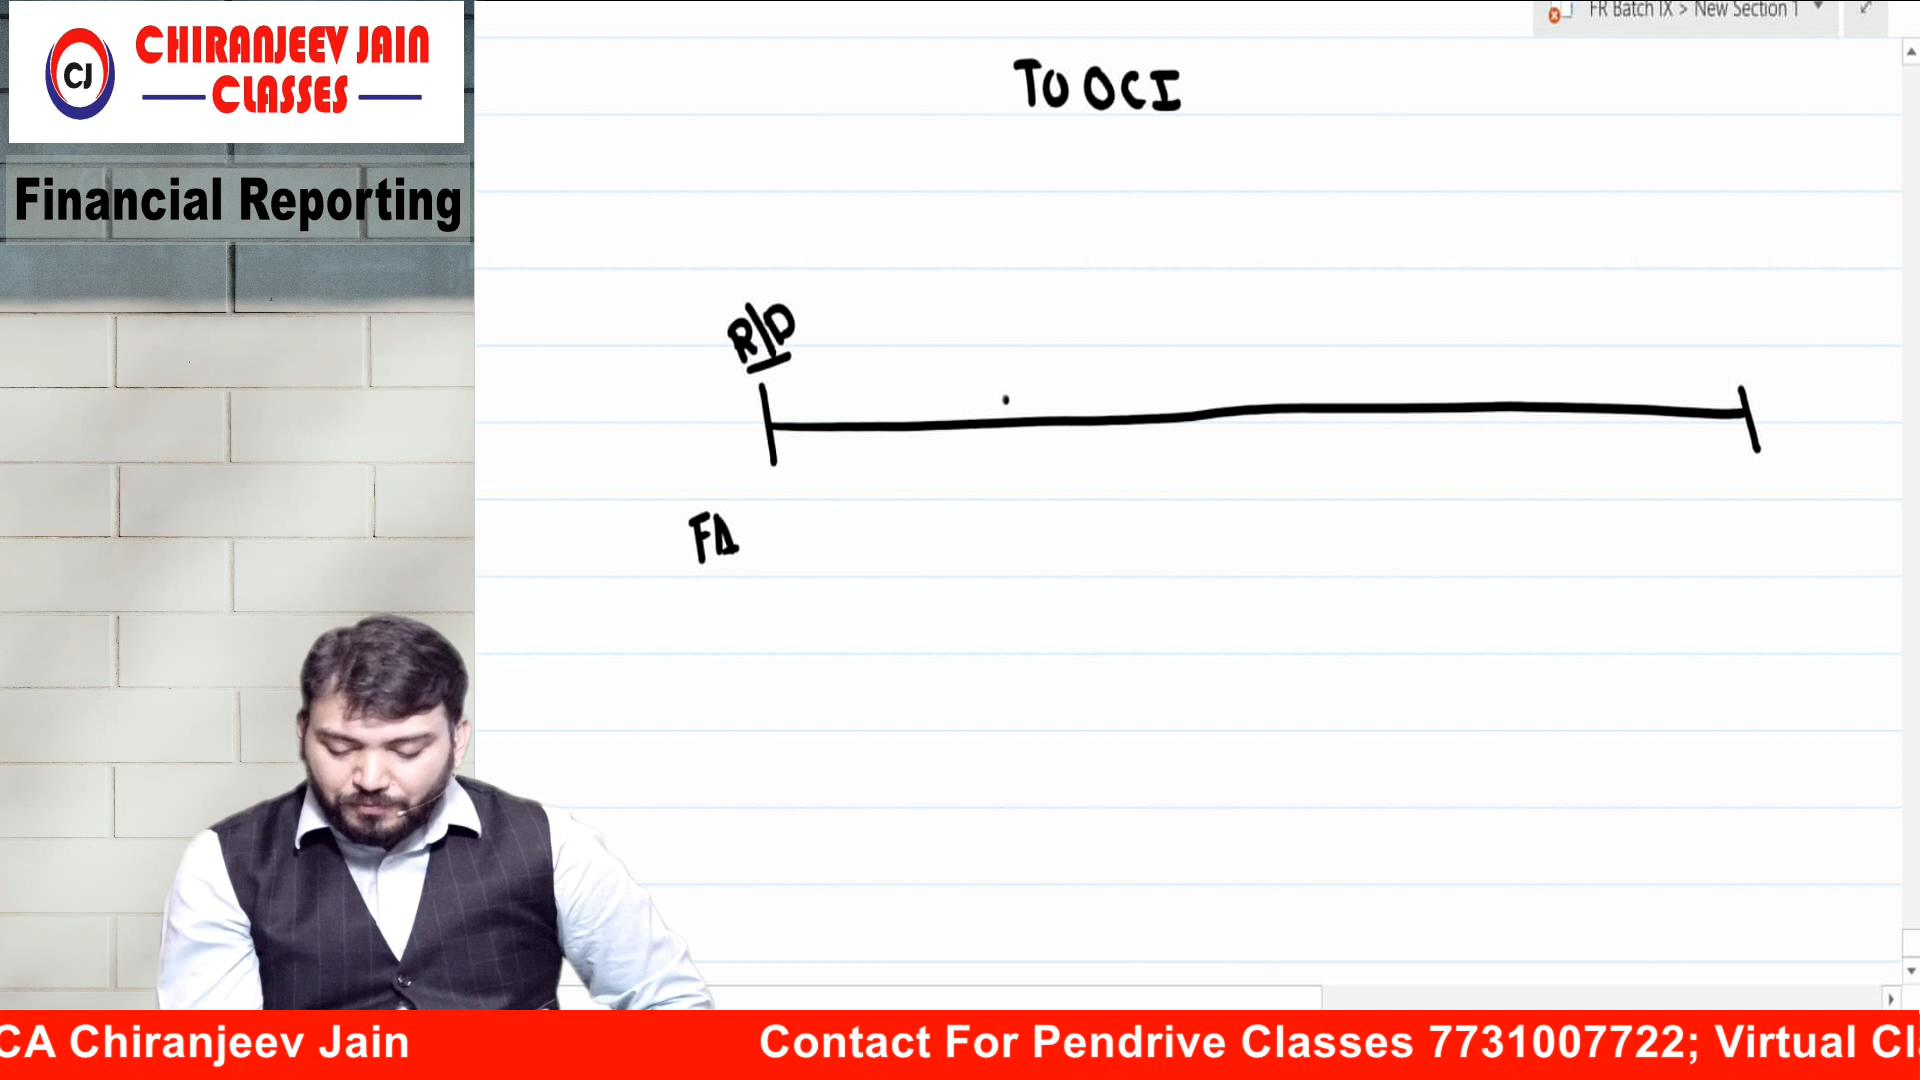 CHIRANJEEV JAIN
CJ
CLASSES
Financial Reporting
FR Batch IX > New Section 1
TO OCI
R/D
FA
CA Chiranjeev Jain
Contact For Pendrive Classes 7731007722; Virtual Cl